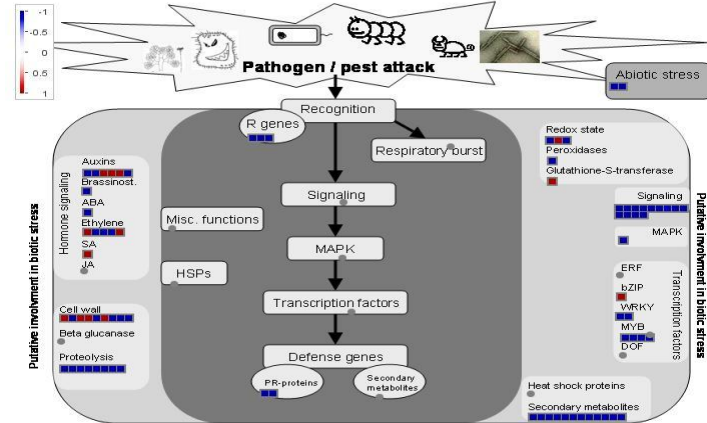 -1
-0.5
0
0.5
1
Pathogen / pest attack
Abiotic stress
Recognition
R genes
Respiratory burst
Signaling
Misc. functions
MAPK
HSPs
Transcription factors
Defense genes
PR-proteins
Secondary
metabolites
Putative involvment in biotic stress
Hormone signaling
Auxins
Brassinost.
ABA
Ethylene
SA
JA
Cell wall
Beta glucanase
Proteolysis
Redox state
Peroxidases
Glutathione-S-transferase
Signaling
MAPK
ERF
bZIP
WRKY
MYB
DOF
Transcription factors
Heat shock proteins
Secondary metabolites
Putative involvment in biotic stress